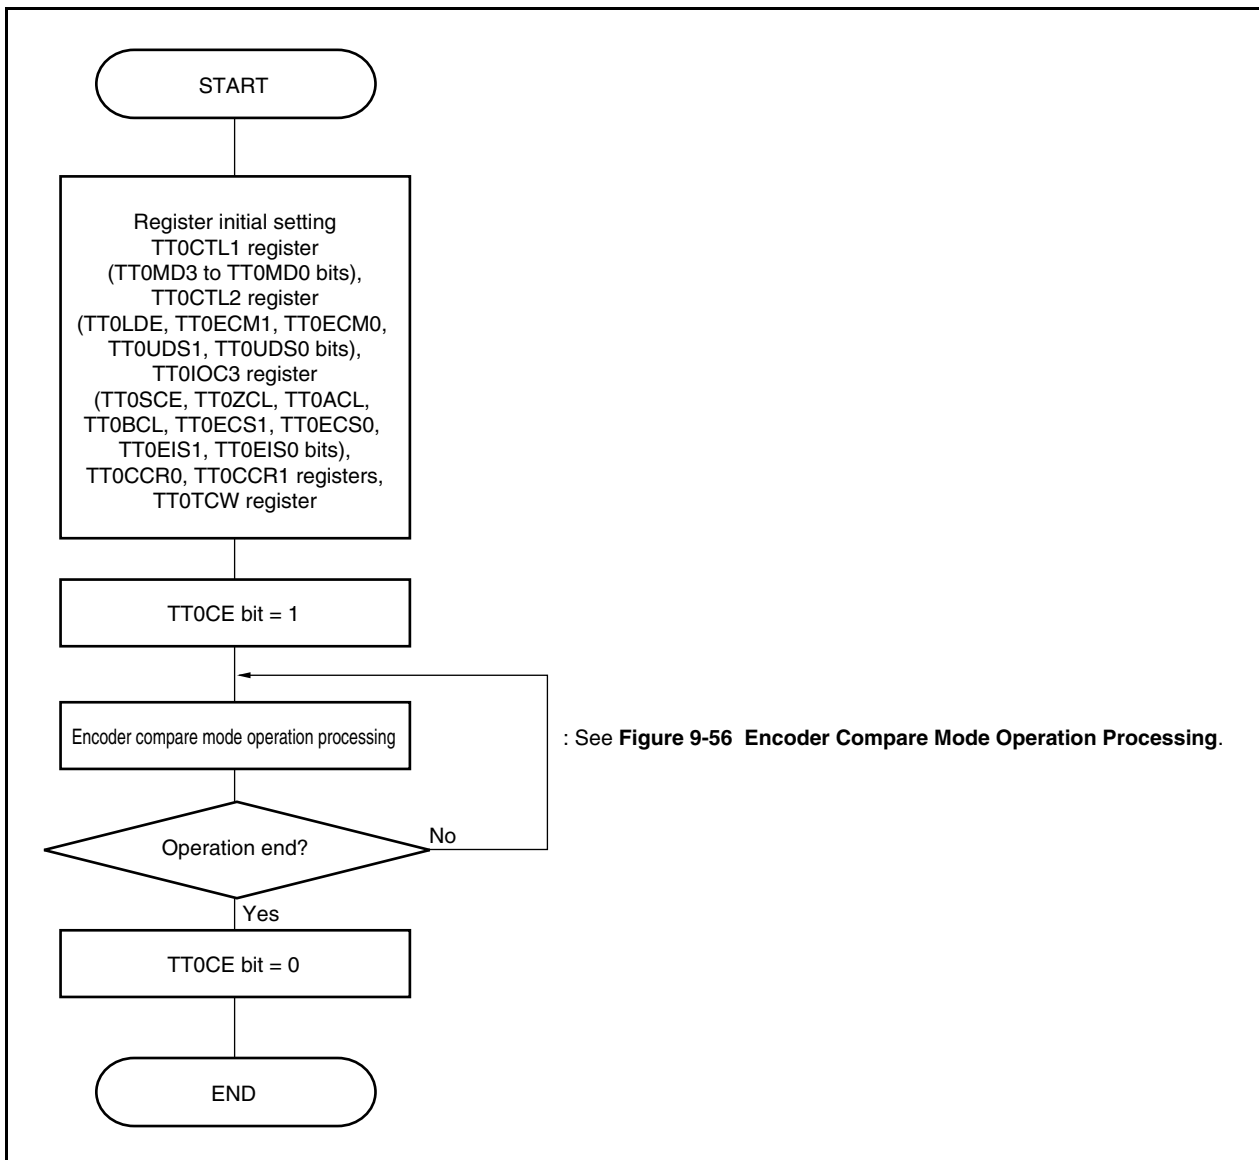 START
Register initial setting
TT0CTL1 register
(TT0MD3 to TT0MD0 bits),
TT0CTL2 register
(TT0LDE, TT0ECM1, TT0ECM0,
TT0UDS1, TT0UDS0 bits),
TT0IOC3 register
(TT0SCE, TT0ZCL, TT0ACL,
TT0BCL, TT0ECS1, TT0ECS0,
TT0EIS1, TT0EIS0 bits),
TT0CCR0, TT0CCR1 registers,
TT0TCW register
TT0CE bit = 1
Encoder compare mode operation processing
: See Figure 9-56 Encoder Compare Mode Operation Processing.
Operation end?
No
Yes
TT0CE bit = 0
END